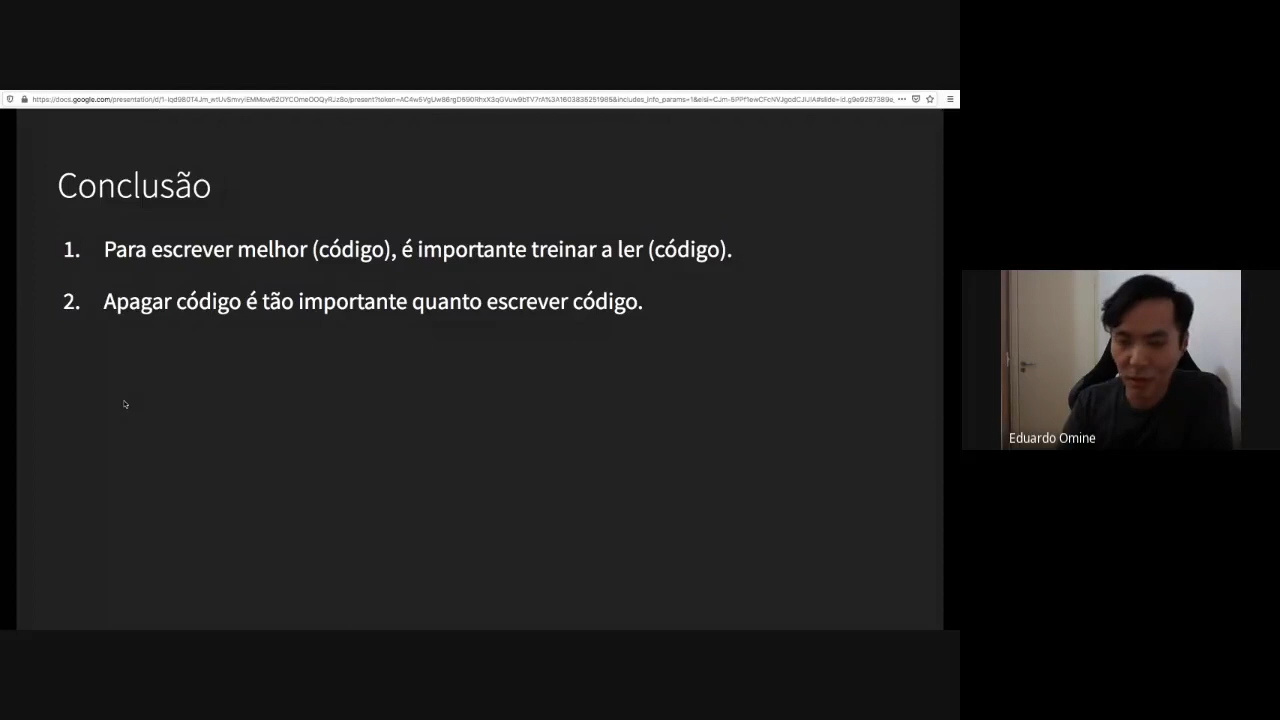 Conclusão
1. Para escrever melhor (código), é importante treinar a ler (código).
2. Apagar código é tão importante quanto escrever código.
Eduardo Omine